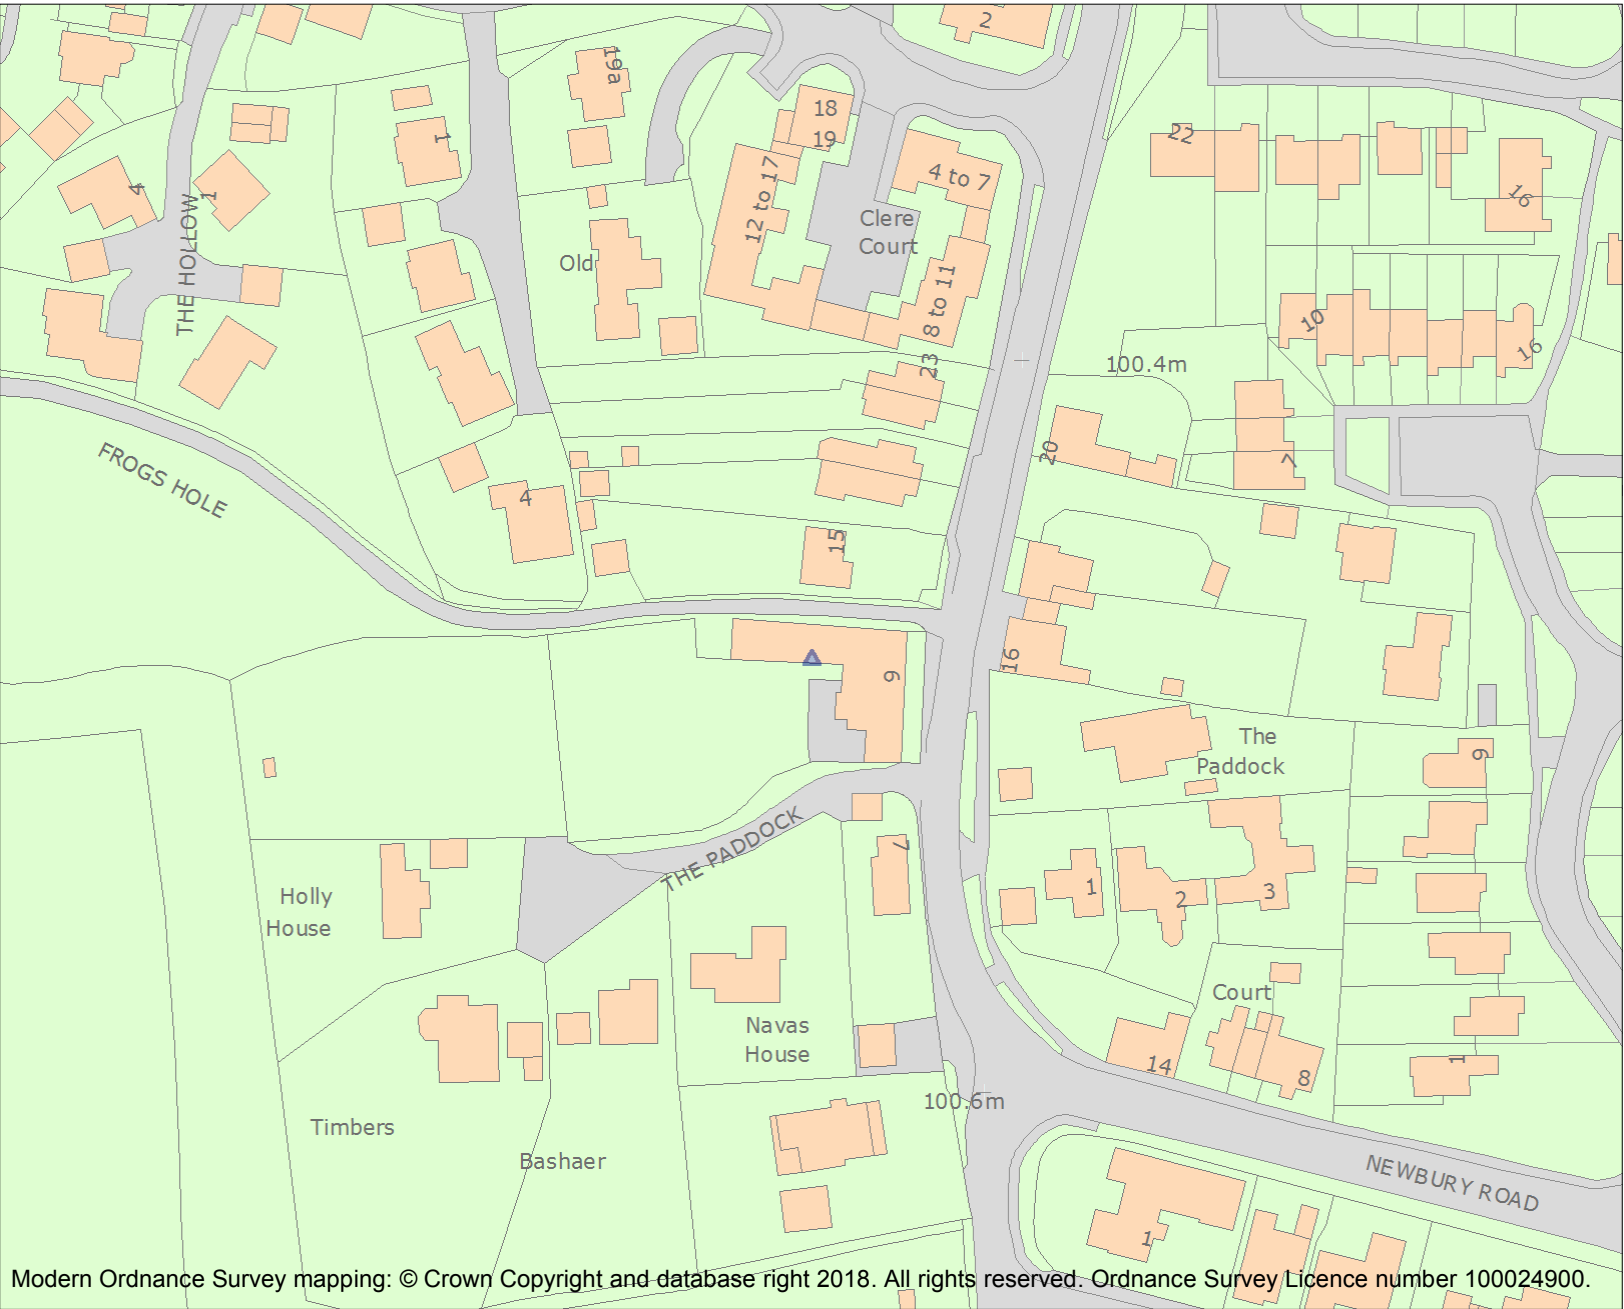 2
19a
18
19
1
22
4 to 7
12 to 17
4
1
16
THE HOLLOW
Clere
Court
Old
8 to 11
10
16
23
100.4m
20
7
FROGS HOLE
4
15
16
9
The
Paddock
9
THE PADDOCK
7
1
2
3
Holly
House
Court
Navas
House
14
8
1
100.6m
Timbers
Bashaer
NEWBURY ROAD
1
Modern Ordnance Survey mapping: © Crown Copyright and database right 2018. All rights reserved. Ordnance Survey Licence number 100024900.